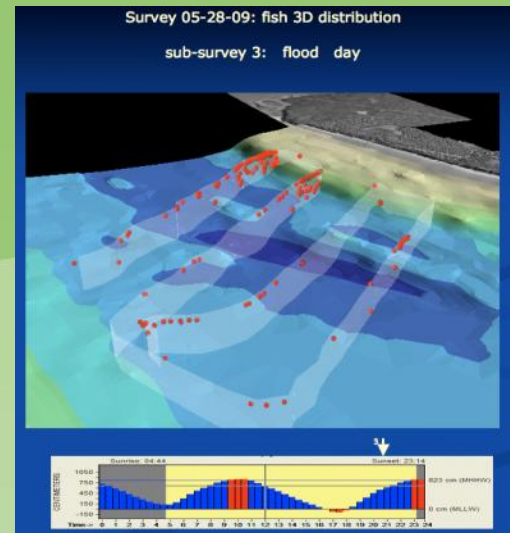 Survey 05-28-09: fish 3D distribution
sub-survey 3: flood day
3
Sunrise: 04:44 Sunset: 23:14
CENTIMETERS
1050
750
450
150
-150
823 cm (MHHW)
0 cm (MLLW)
Time-> 0 1 2 3 4 5 6 7 8 9 10 11 12 13 14 15 16 17 18 19 20 21 22 23 24